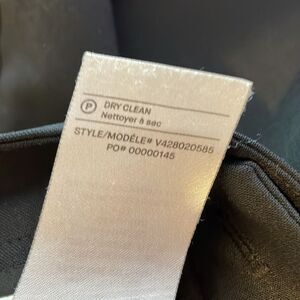 P DRY CLEAN
Nettoyer à sec
STYLE/MODÈLE# V428020585
PO# 00000145